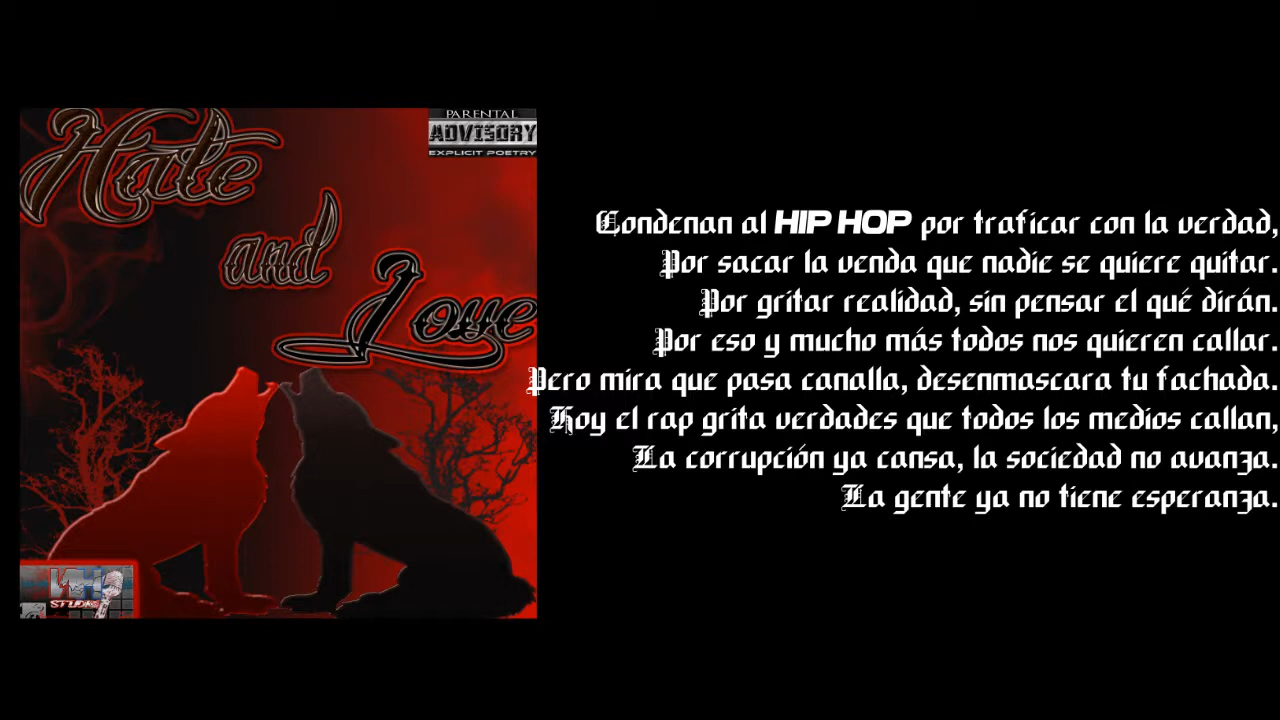 Hate
and
Love
PARENTAL
ADVISORY
EXPLICIT POETRY
STUDIO
Condenan al HIP HOP por traficar con la verdad,
Por sacar la venda que nadie se quiere quitar.
Por gritar realidad, sin pensar el qué dirán.
Por eso y mucho más todos nos quieren callar.
Pero mira que pasa canalla, desenmascara tu fachada.
Hoy el rap grita verdades que todos los medios callan,
La corrupción ya cansa, la sociedad no avanza.
La gente ya no tiene esperanza.